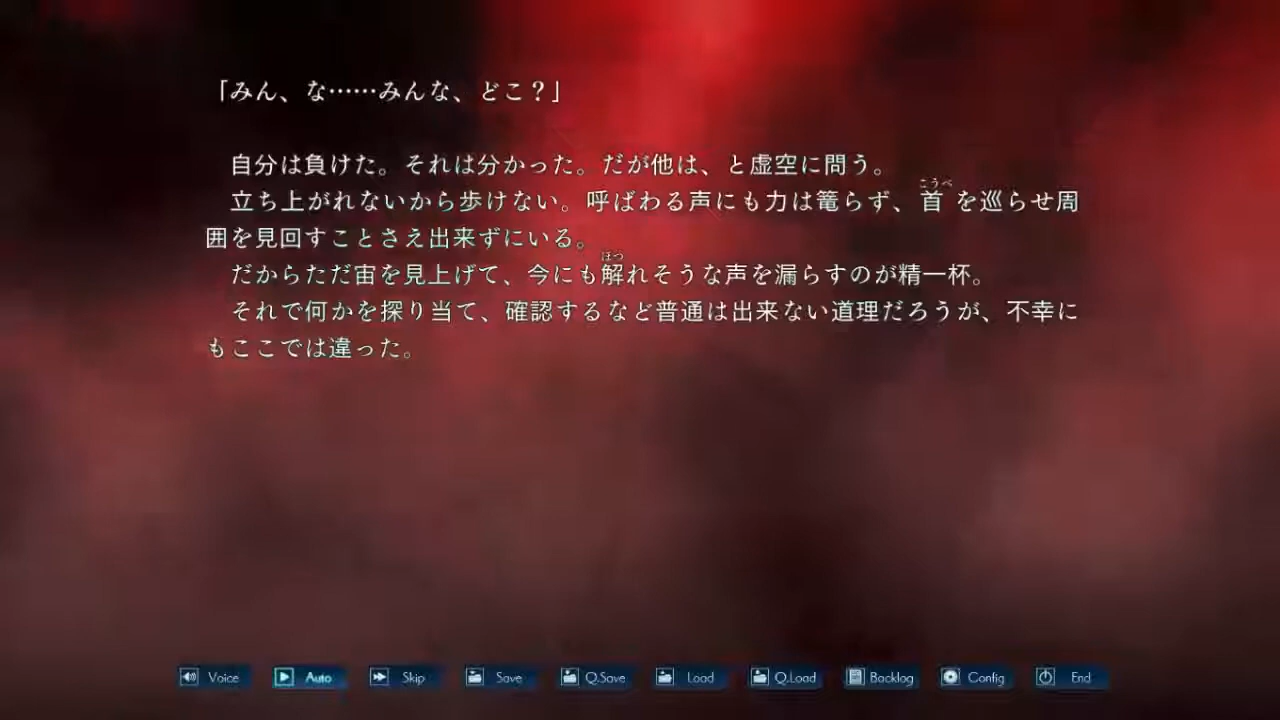 「みん、な……みんな、どこ？」
自分は負けた。それは分かった。だが他は、と虚空に問う。
こうべ
立ち上がれないから歩けない。呼ばわる声にも力は篭らず、首を巡らせ周
囲を見回すことさえ出来ずにいる。
ほつ
だからただ宙を見上げて、今にも解れそうな声を漏らすのが精一杯。
それで何かを探り当て、確認するなど普通は出来ない道理だろうが、不幸に
もここでは違った。
Voice Auto Skip Save Q.Save Load Q.Load Backlog Config End